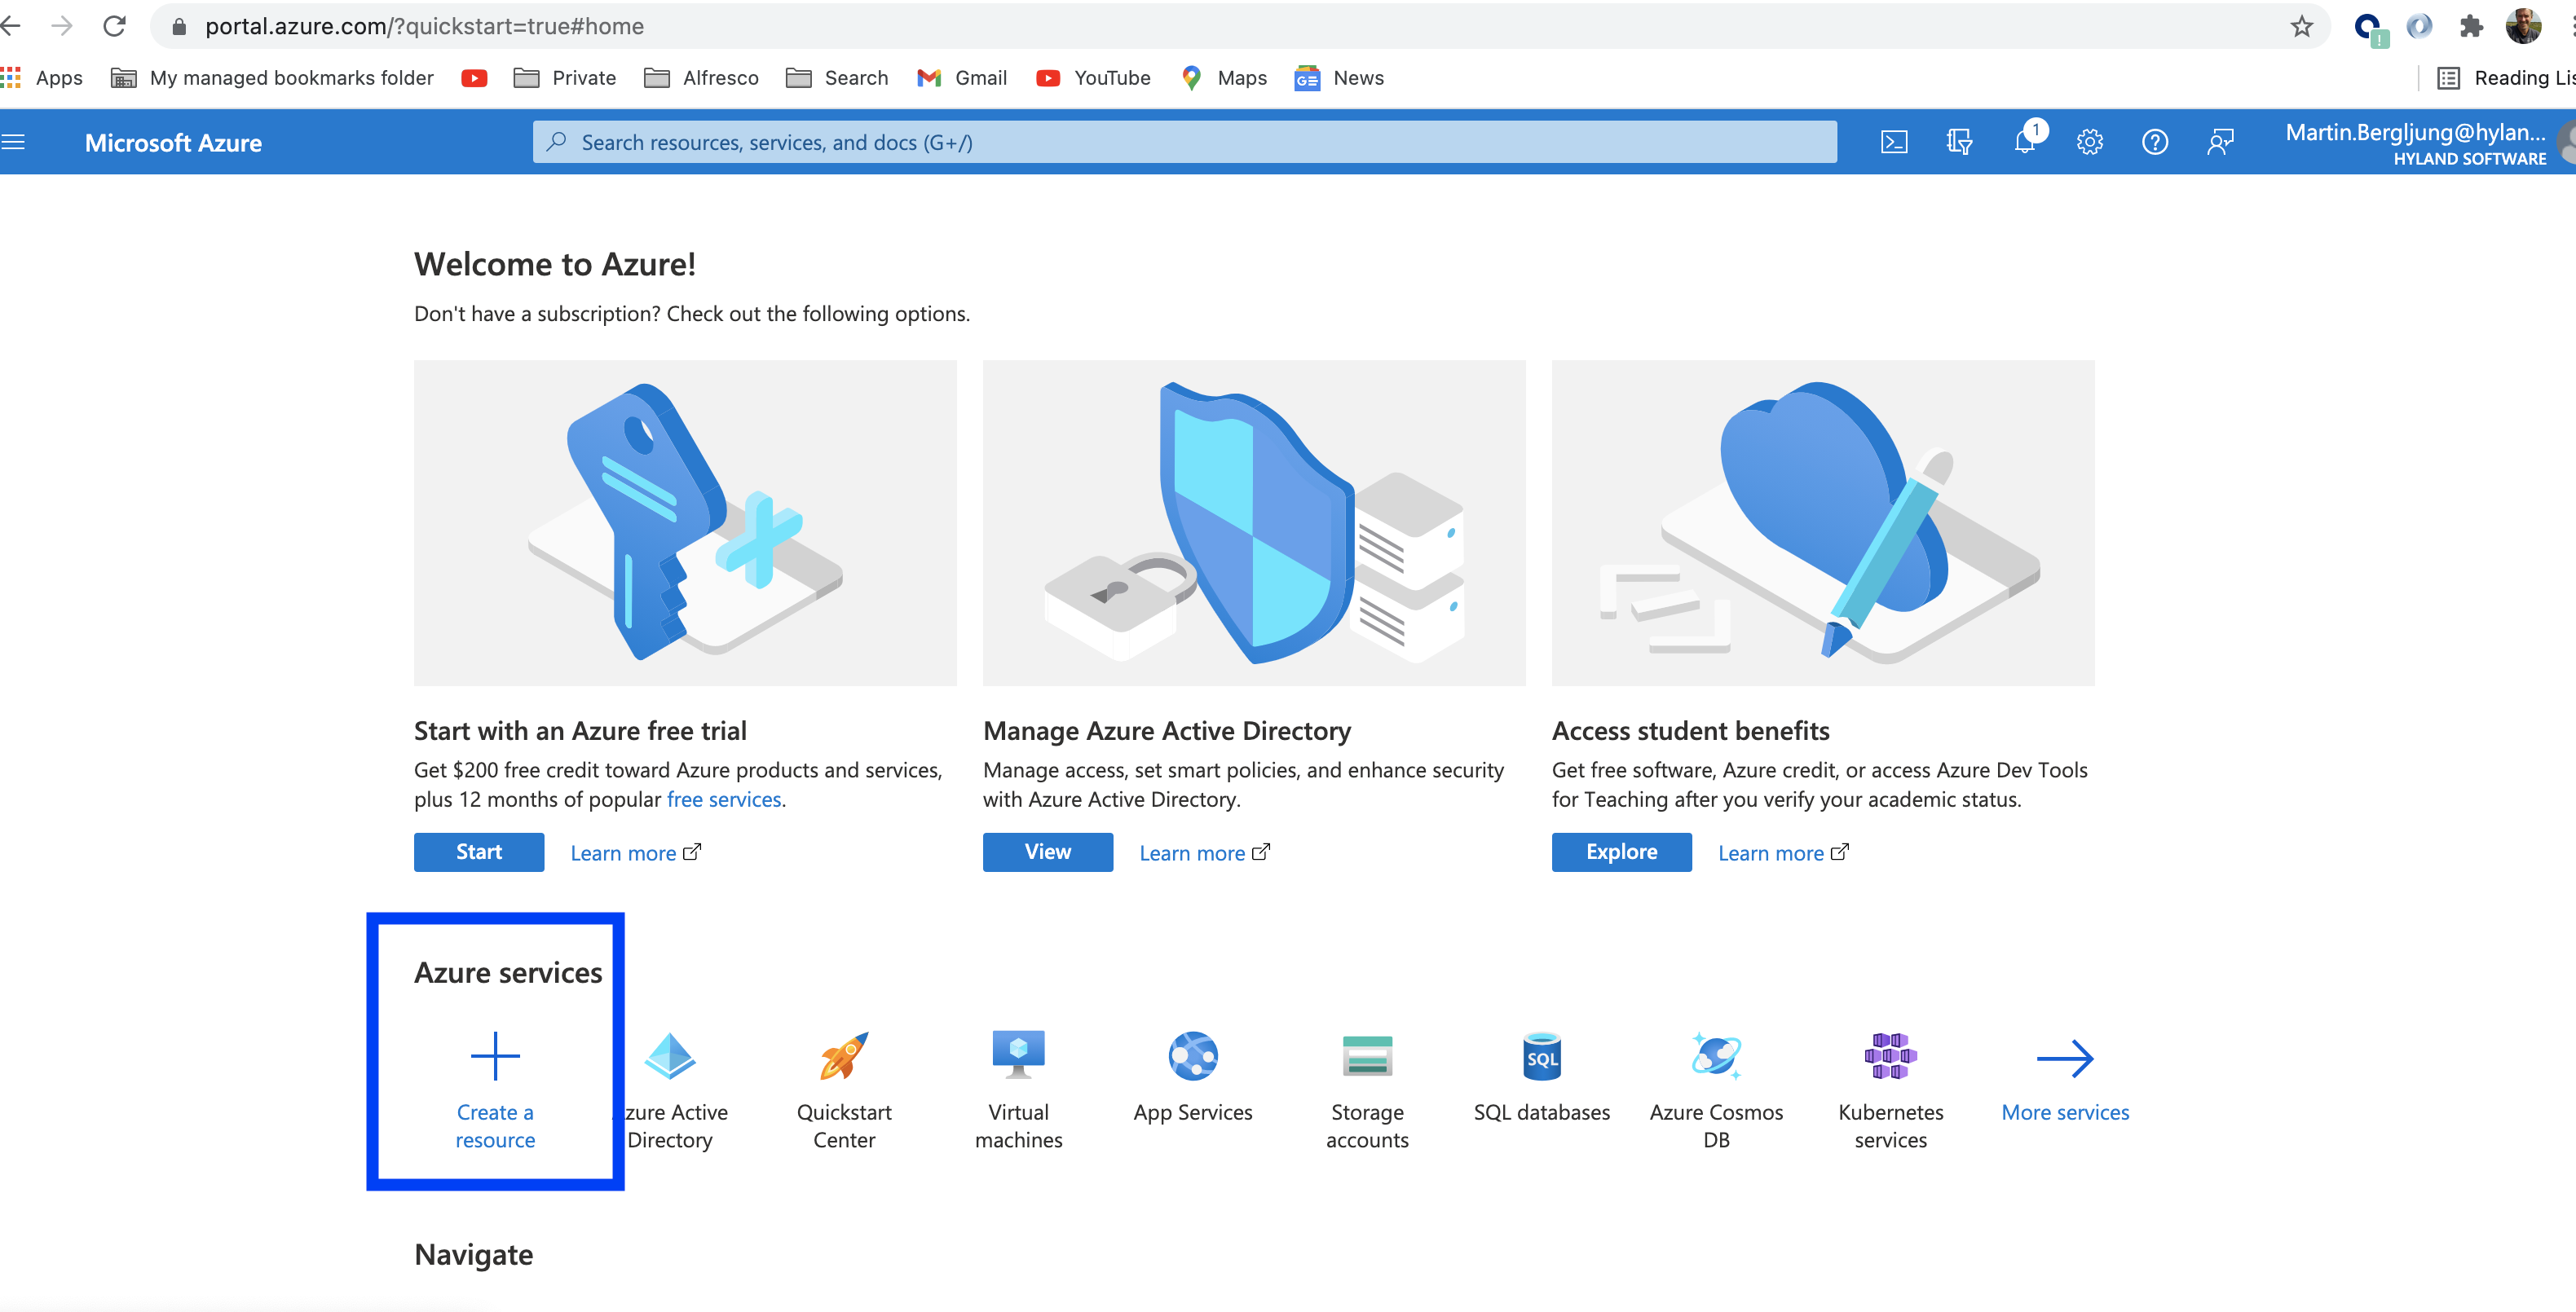 portal.azure.com/?quickstart=true#home
Apps My managed bookmarks folder Private Alfresco Search Gmail YouTube Maps GE News Reading Lis
Microsoft Azure Search resources, services, and docs (G+/) 1 Martin.Bergljung@hylan...
HYLAND SOFTWARE
Welcome to Azure!
Don't have a subscription? Check out the following options.
Start with an Azure free trial
Get $200 free credit toward Azure products and services,
plus 12 months of popular free services.
Start Learn more
Manage Azure Active Directory
Manage access, set smart policies, and enhance security
with Azure Active Directory.
View Learn more
Access student benefits
Get free software, Azure credit, or access Azure Dev Tools
for Teaching after you verify your academic status.
Explore Learn more
Azure services
Create a
resource
zure Active
Directory
Quickstart
Center
Virtual
machines
App Services
Storage
accounts
SQL
SQL databases
Azure Cosmos
DB
Kubernetes
services
More services
Navigate